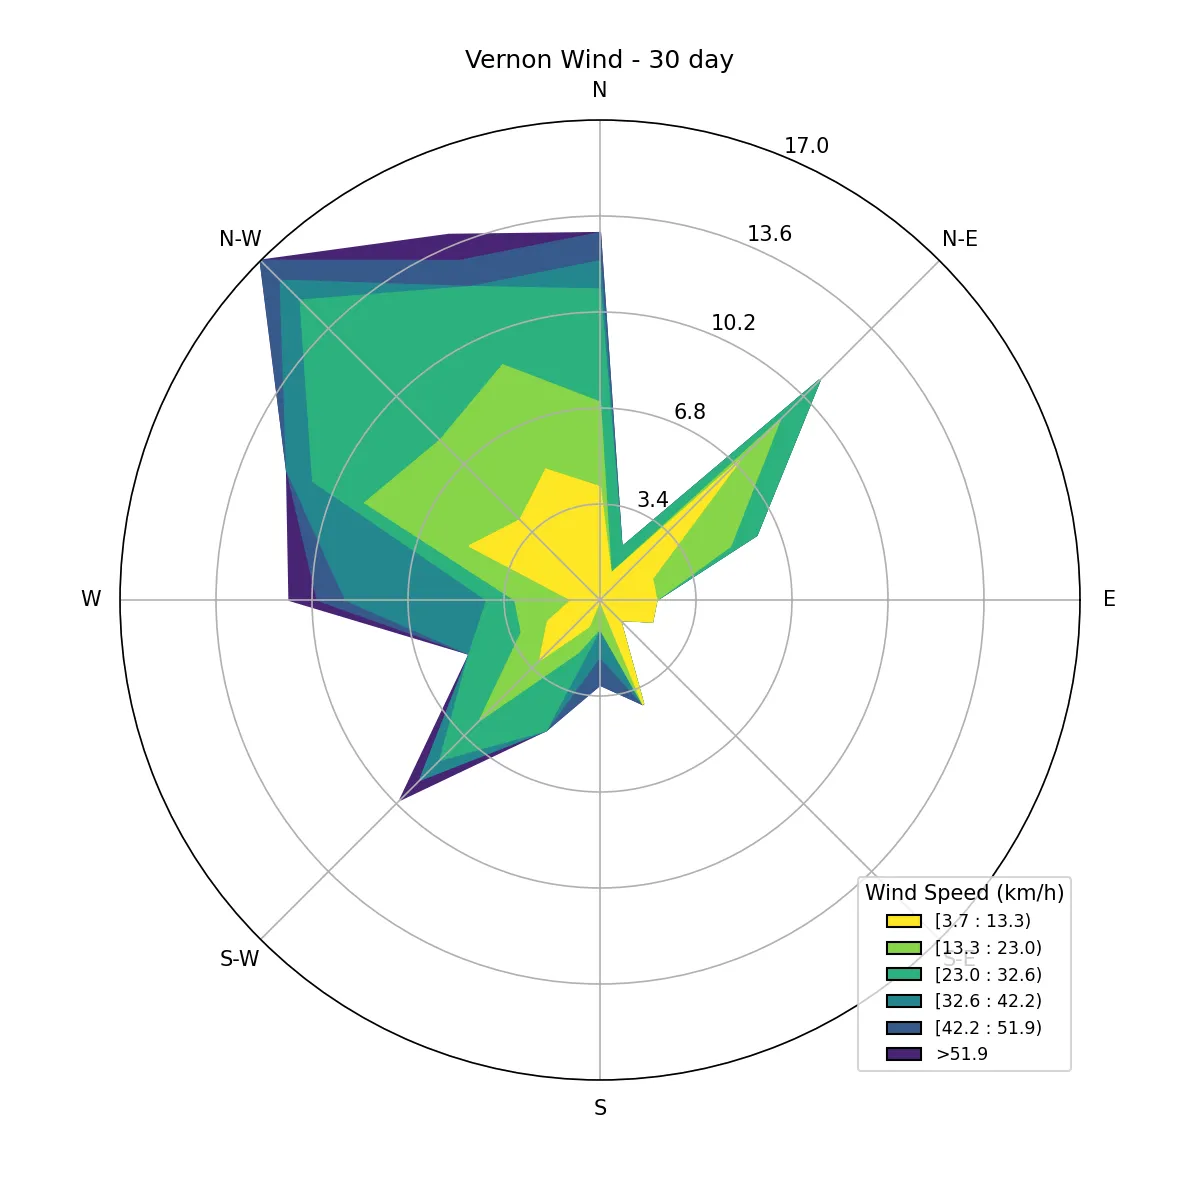 Vernon Wind - 30 day
N
17.0
13.6
N-W
N-E
10.2
6.8
3.4
W
E
Wind Speed (km/h)
[3.7 : 13.3)
[13.3 : 23.0)
S-W
S-E
[23.0 : 32.6)
[32.6 : 42.2)
[42.2 : 51.9)
>51.9
S